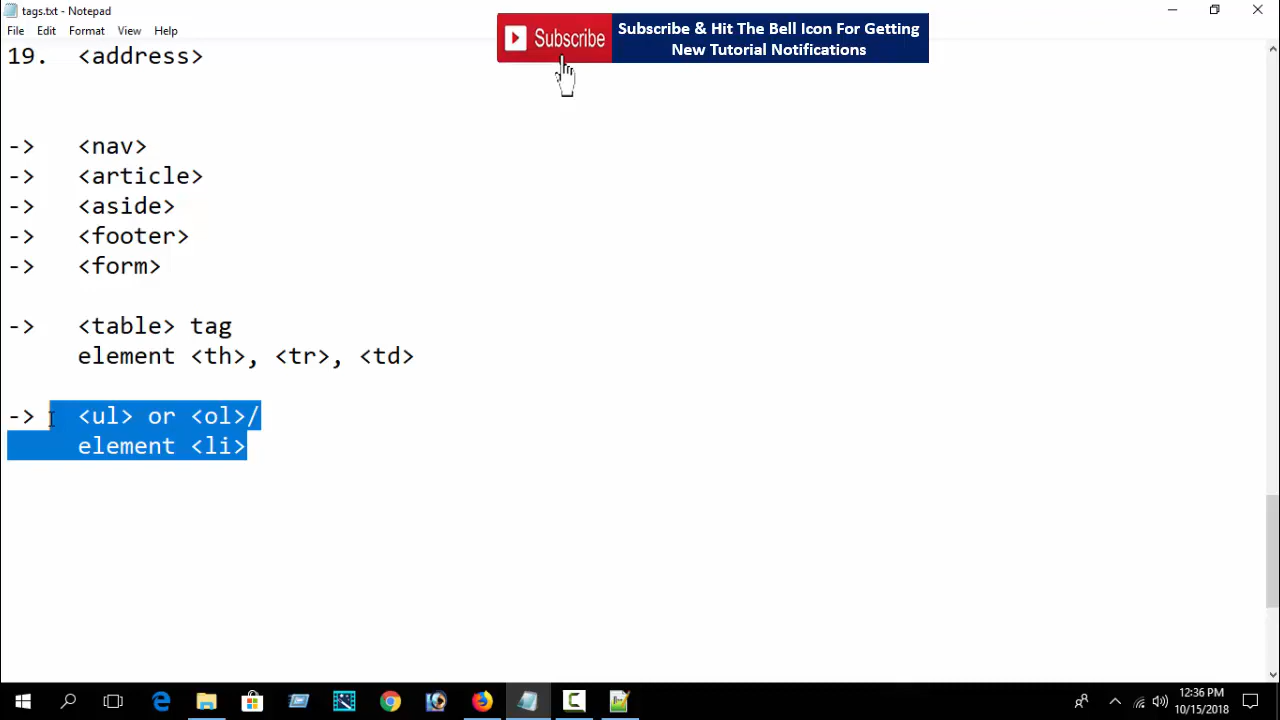 tags.txt - Notepad
File Edit Format View Help
Subscribe
Subscribe & Hit The Bell Icon For Getting
New Tutorial Notifications
19. <address>
-> <nav>
-> <article>
-> <aside>
-> <footer>
-> <form>
-> <table> tag
element <th>, <tr>, <td>
-> <ul> or <ol>/
element <li>
12:36 PM
10/15/2018